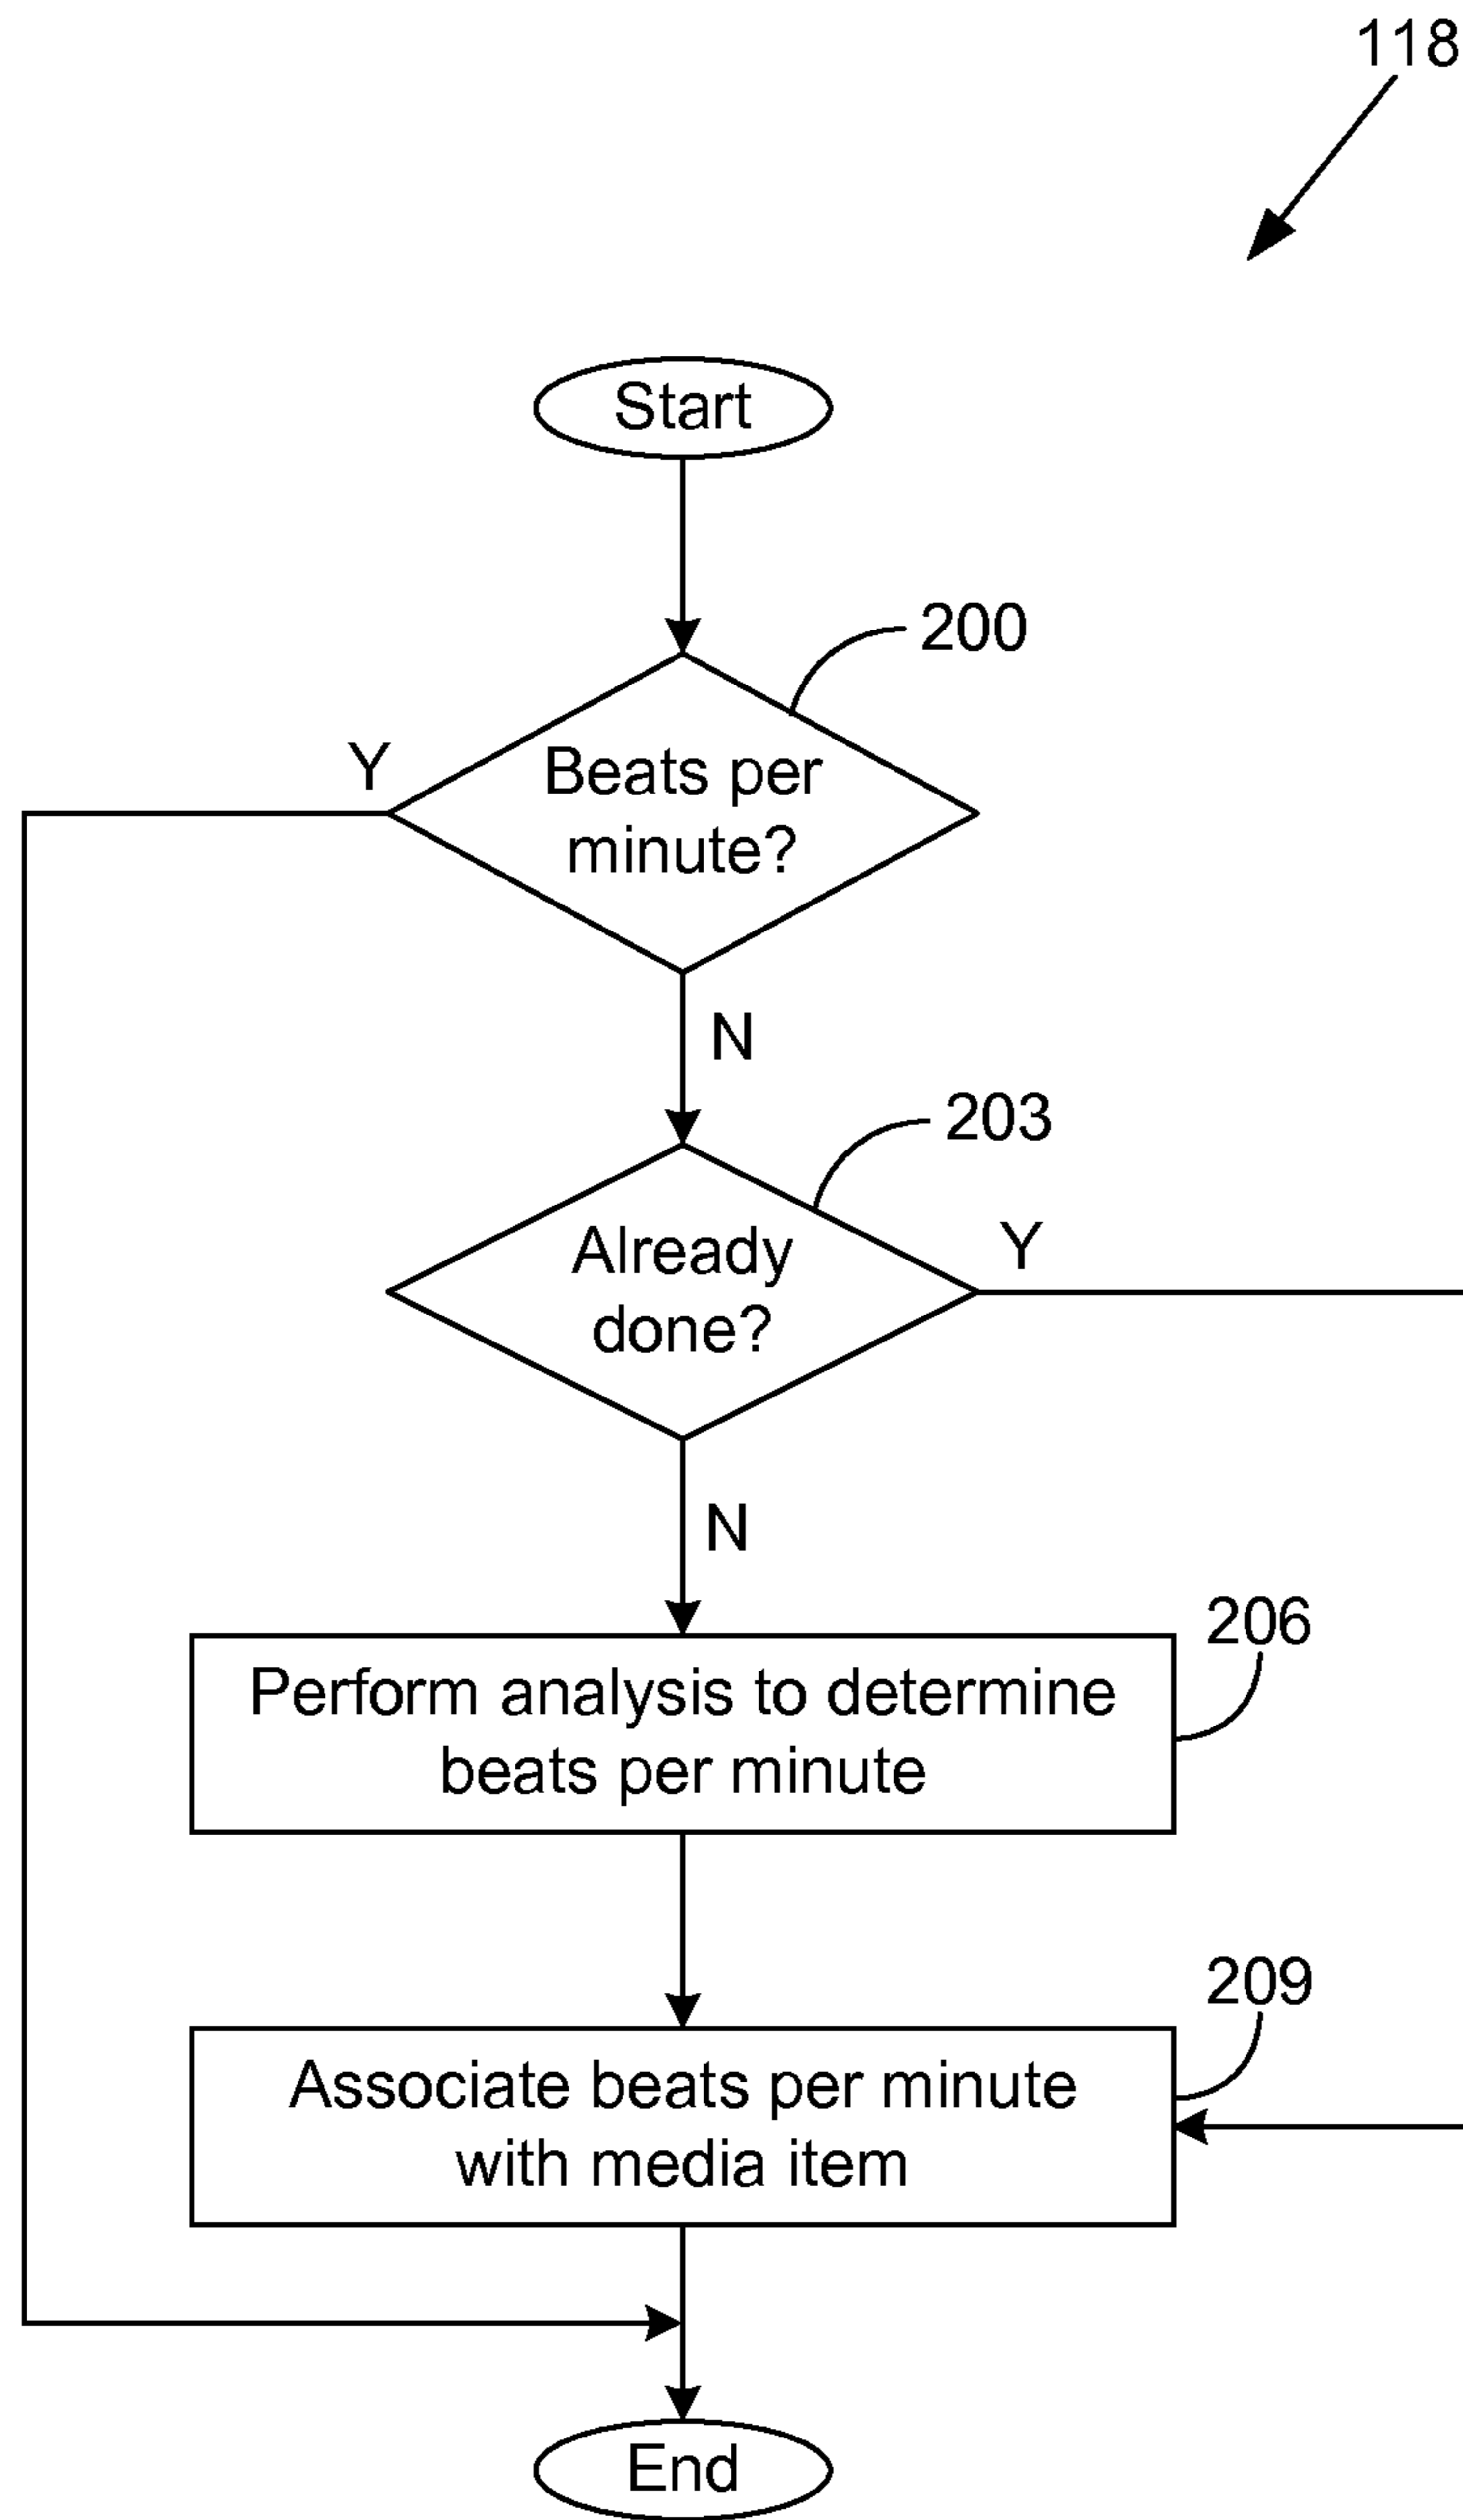 118
Start
200
Y
Beats per
minute?
N
203
Already
done?
Y
N
206
Perform analysis to determine
beats per minute
209
Associate beats per minute
with media item
End